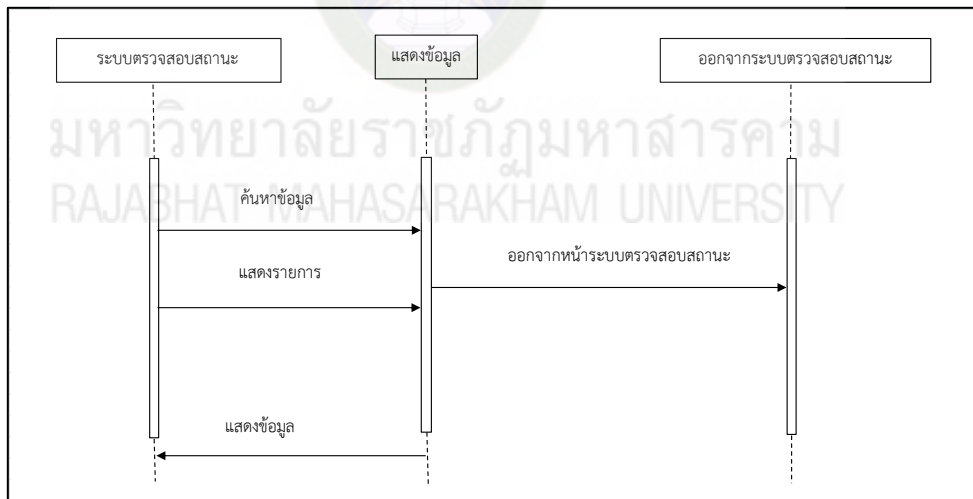 ระบบตรวจสอบสถานะ
แสดงข้อมูล
ออกจากระบบตรวจสอบสถานะ
มหาวิทยาลัยราชภัฏมหาสารคาม
RAJABHAT MAHASARAKHAM UNIVERSITY
ค้นหาข้อมูล
ออกจากหน้าระบบตรวจสอบสถานะ
แสดงรายการ
แสดงข้อมูล